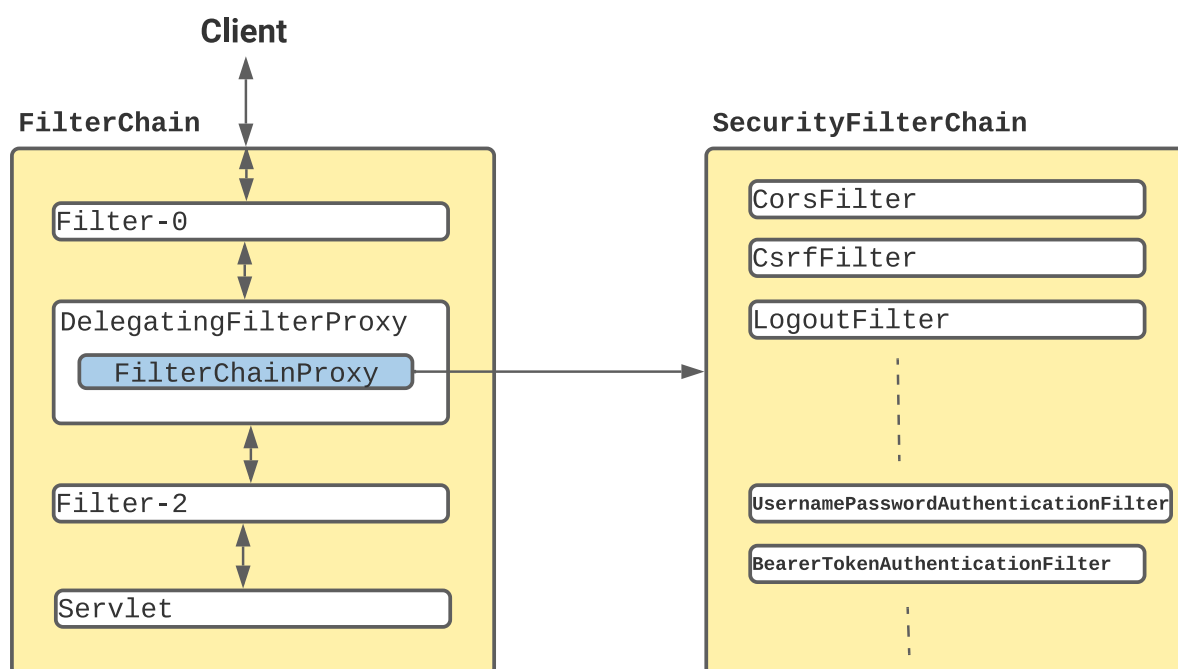 Client
FilterChain
Filter-0
DelegatingFilterProxy
FilterChainProxy
Filter-2
Servlet
SecurityFilterChain
CorsFilter
CsrfFilter
LogoutFilter
UsernamePasswordAuthenticationFilter
BearerTokenAuthenticationFilter